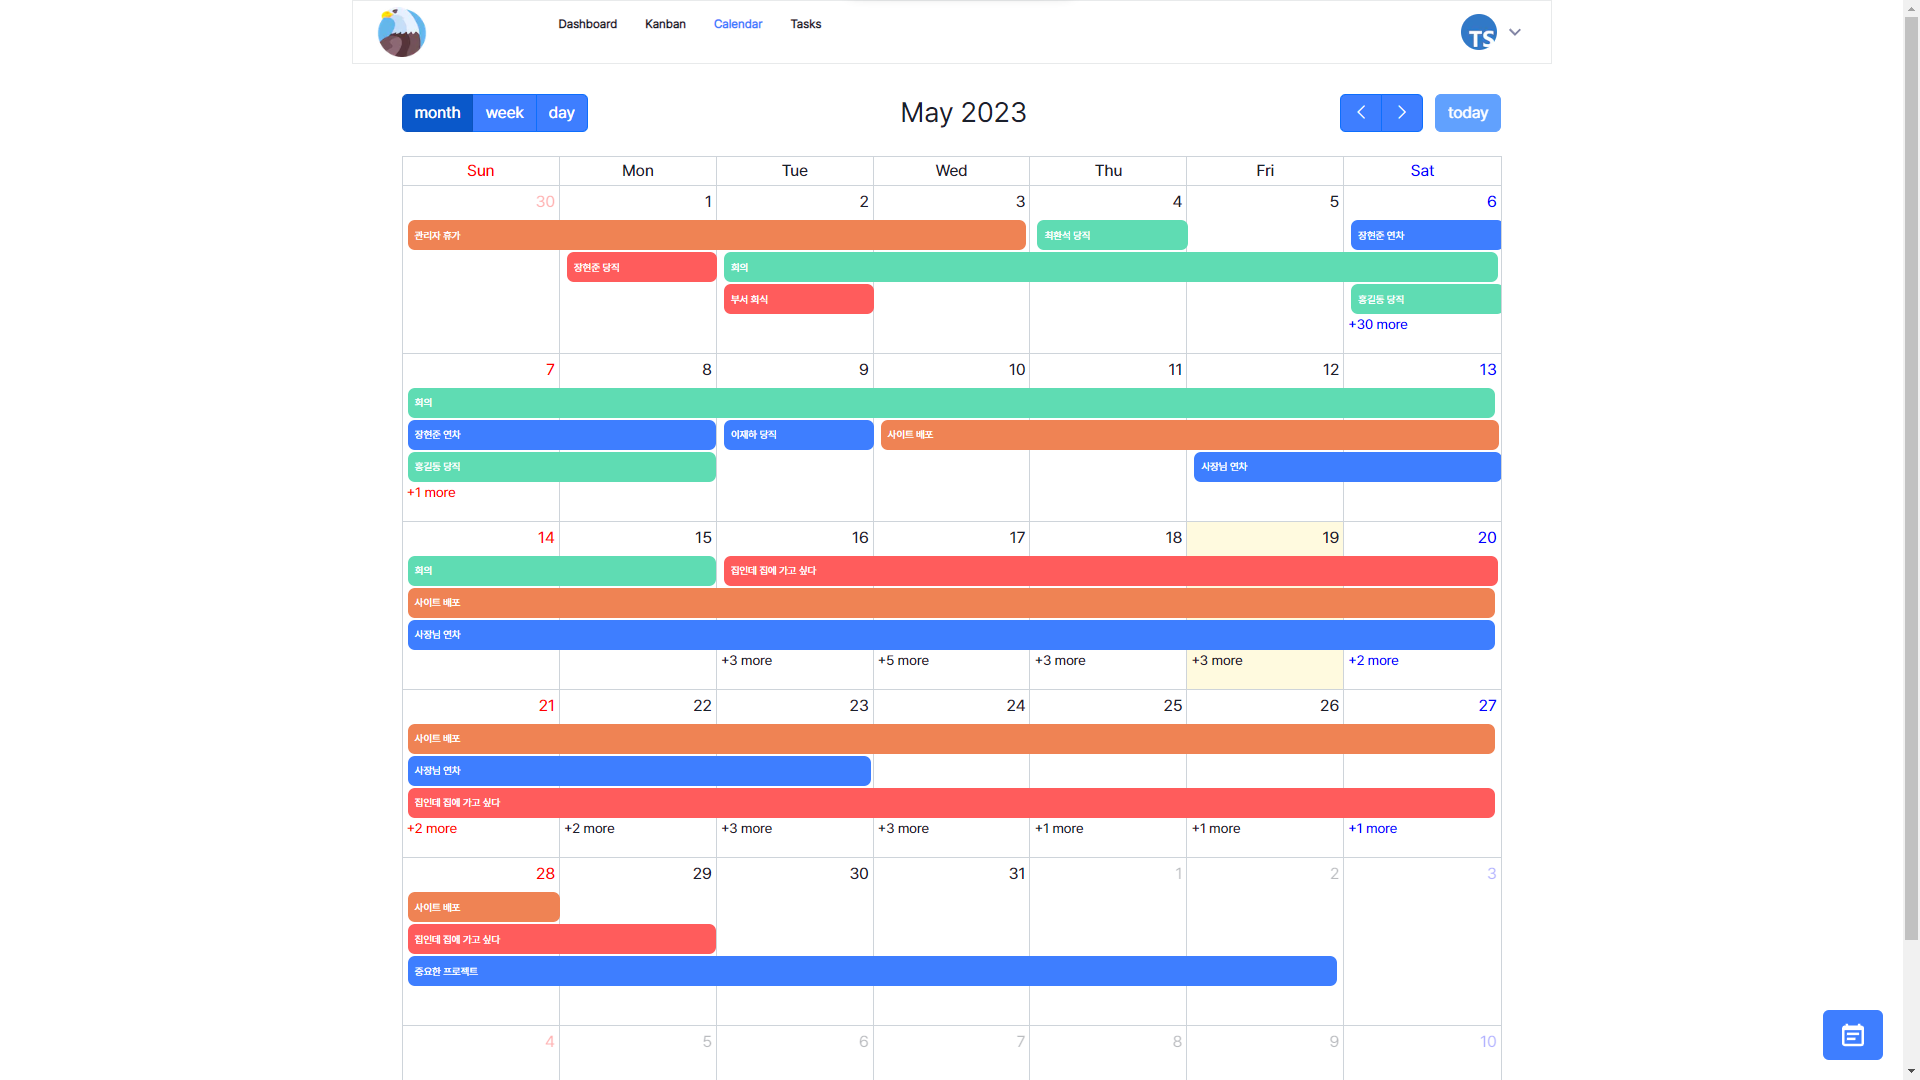 Dashboard Kanban Calendar Tasks
TS
month week day
May 2023
today
Sun Mon Tue Wed Thu Fri Sat
30 1 2 3 4 5 6
관리자 휴가
최환석 당직
장현준 연차
장현준 당직
회의
부서 회식
홍길동 당직
+30 more
7 8 9 10 11 12 13
회의
장현준 연차
이재하 당직
사이트 배포
홍길동 당직
사장님 연차
+1 more
14 15 16 17 18 19 20
회의
집인데 집에 가고 싶다
사이트 배포
사장님 연차
+3 more +5 more +3 more +3 more +2 more
21 22 23 24 25 26 27
사이트 배포
사장님 연차
집인데 집에 가고 싶다
+2 more +2 more +3 more +3 more +1 more +1 more +1 more
28 29 30 31 1 2 3
사이트 배포
집인데 집에 가고 싶다
중요한 프로젝트
4 5 6 7 8 9 10